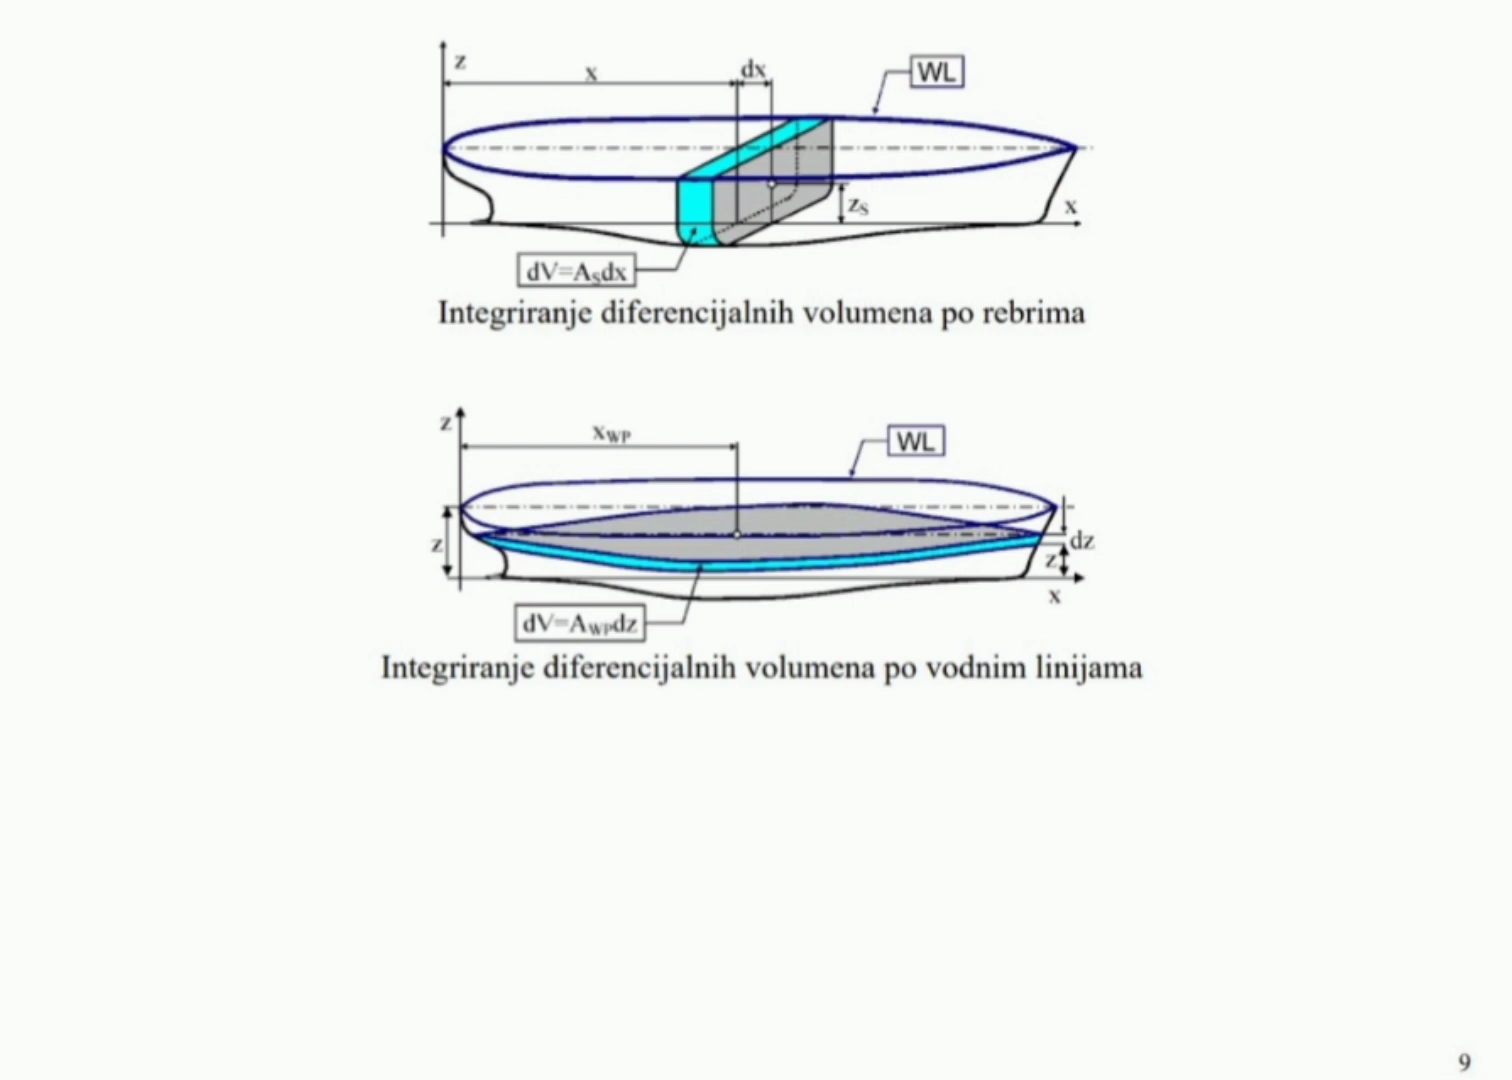 z
x
dx
WL
zS
x
dV=ASdx
Integriranje diferencijalnih volumena po rebrima
z
xWP
WL
z
dz
z
x
dV=AWPdz
Integriranje diferencijalnih volumena po vodnim linijama
9